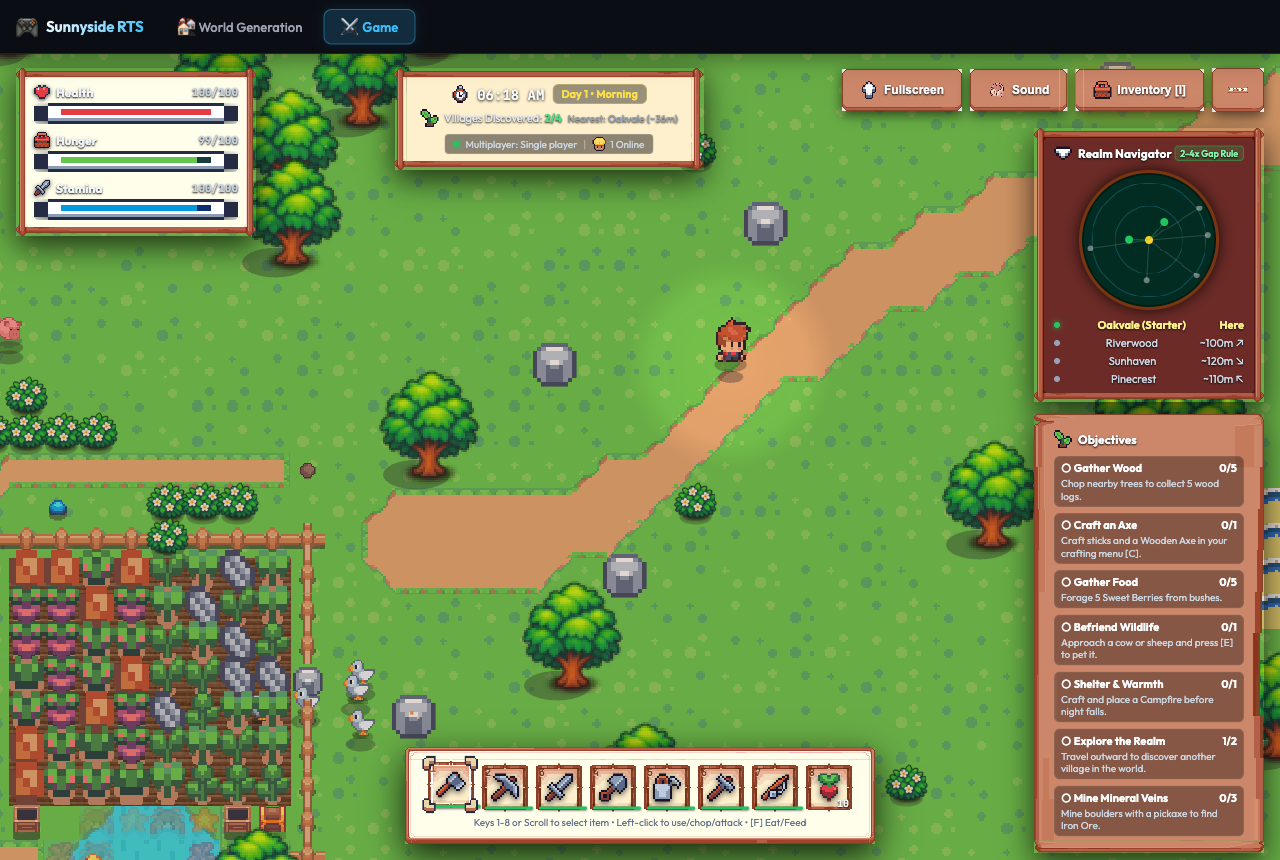 Sunnyside RTS
World Generation
Game
Health 100/100
Hunger 99/100
Stamina 100/100
06:18 AM Day 1 • Morning
Villages Discovered: 2/4 Nearest: Oakvale (~36m)
Multiplayer: Single player | 1 Online
Fullscreen
Sound
Inventory [I]
Realm Navigator 2-4x Gap Rule
Oakvale (Starter) Here
Riverwood ~100m ↗
Sunhaven ~120m ↘
Pinecrest ~110m ↖
Objectives
Gather Wood 0/5
Chop nearby trees to collect 5 wood
logs.
Craft an Axe 0/1
Craft sticks and a Wooden Axe in your
crafting menu [C].
Gather Food 0/5
Forage 5 Sweet Berries from bushes.
Befriend Wildlife 0/1
Approach a cow or sheep and press [E]
to pet it.
Shelter & Warmth 0/1
Craft and place a Campfire before
night falls.
Explore the Realm 1/2
Travel outward to discover another
village in the world.
Mine Mineral Veins 0/3
Mine boulders with a pickaxe to find
Iron Ore.
10
Keys 1-8 or Scroll to select item • Left-click to use/chop/attack • [F] Eat/Feed